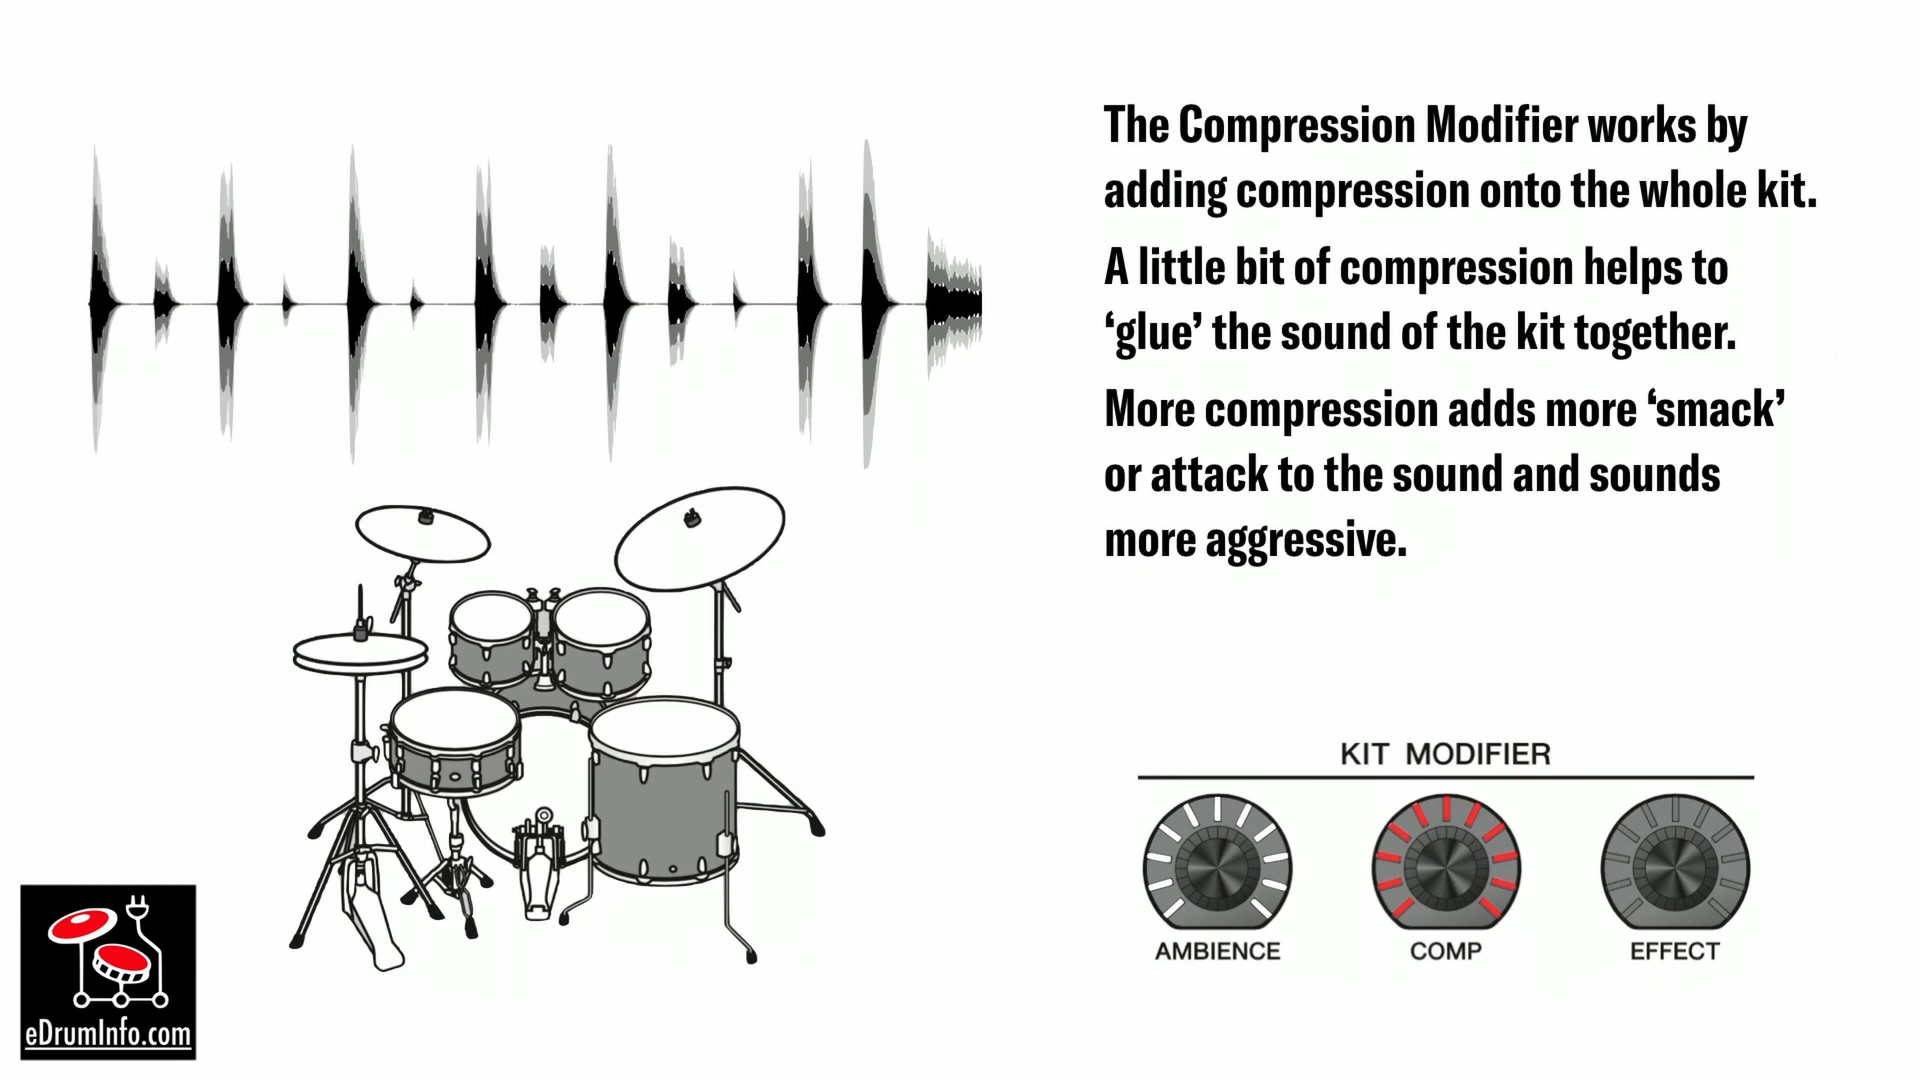 The Compression Modifier works by
adding compression onto the whole kit.
A little bit of compression helps to
‘glue’ the sound of the kit together.
More compression adds more ‘smack’
or attack to the sound and sounds
more aggressive.
KIT MODIFIER
AMBIENCE
COMP
EFFECT
eDrumInfo.com